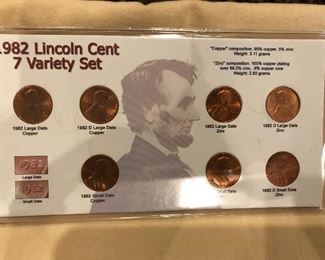 1982 Lincoln Cent
7 Variety Set
"Copper" composition: 95% copper, 5% zinc
Weight: 3.11 grams
"Zinc" composition: 100% copper plating
over 99.2% zinc, .8% copper core
Weight: 2.50 grams
1982 Large Date
Copper
1982 D Large Date
Copper
1982 Large Date
Zinc
1982 D Large Date
Zinc
1982
Large Date
1982
Small Date
1982 Small Date
Copper
Small Date
Zinc
1982 D Small Date
Zinc